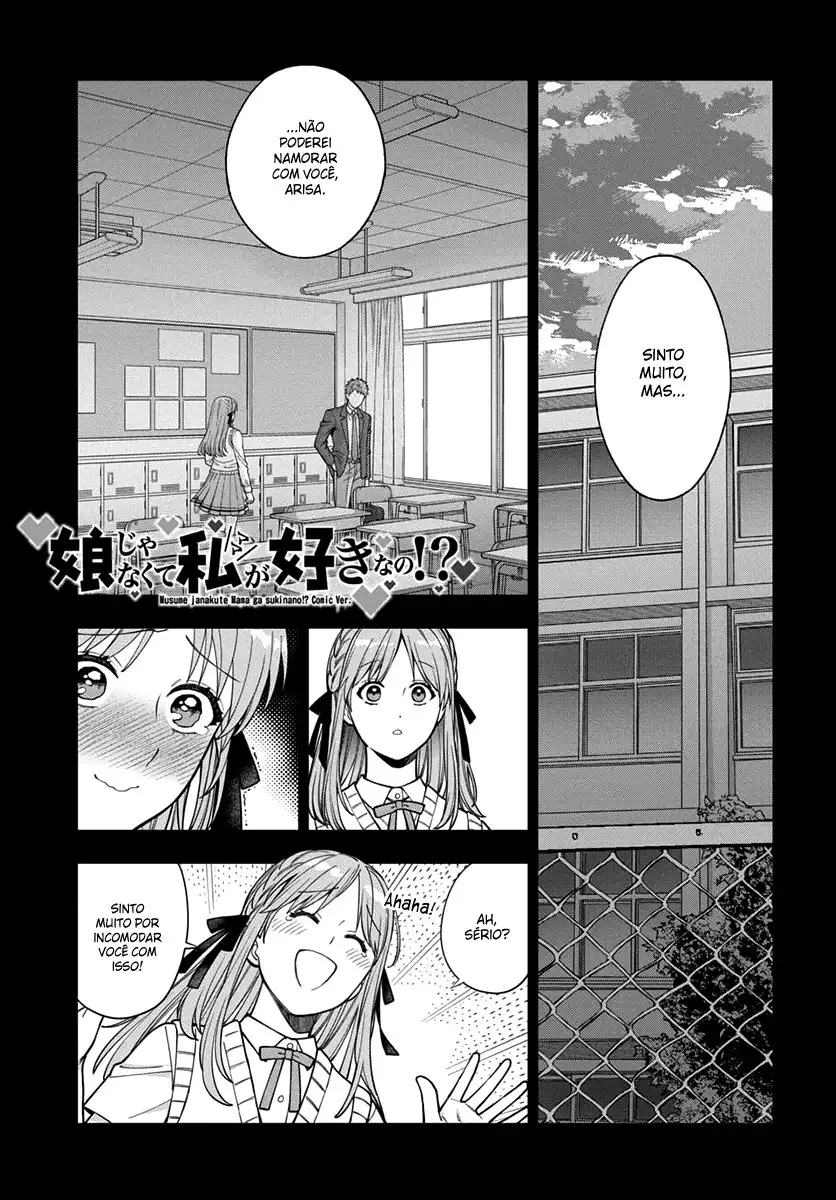 SINTO
MUITO,
MAS...
...NÃO
PODEREI
NAMORAR
COM VOCÊ,
ARISA.
娘じゃなくて私が好きなの!?
ママ
Musume janakute Mama ga sukinano!? Comic Ver.
AH,
SÉRIO?
Ahaha!
SINTO
MUITO POR
INCOMODAR
VOCÊ COM
ISSO!